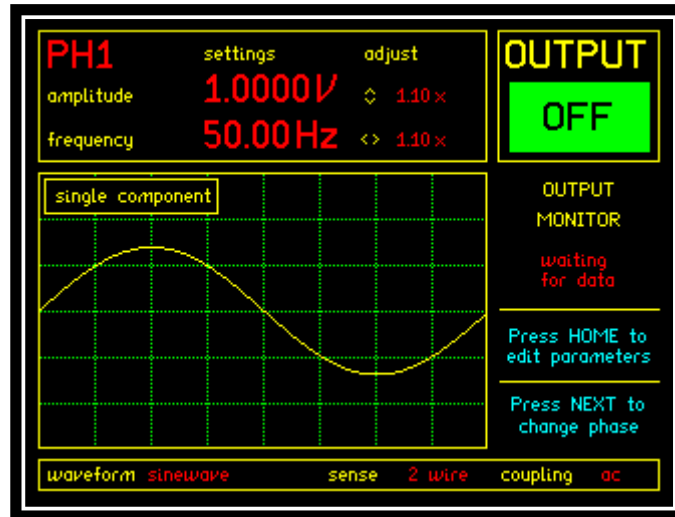 PH1 settings adjust
amplitude 1.0000V 1.10 x
frequency 50.00Hz <> 1.10 x
OUTPUT
OFF
single component
OUTPUT
MONITOR
waiting
for data
Press HOME to
edit parameters
Press NEXT to
change phase
waveform sinewave sense 2 wire coupling ac